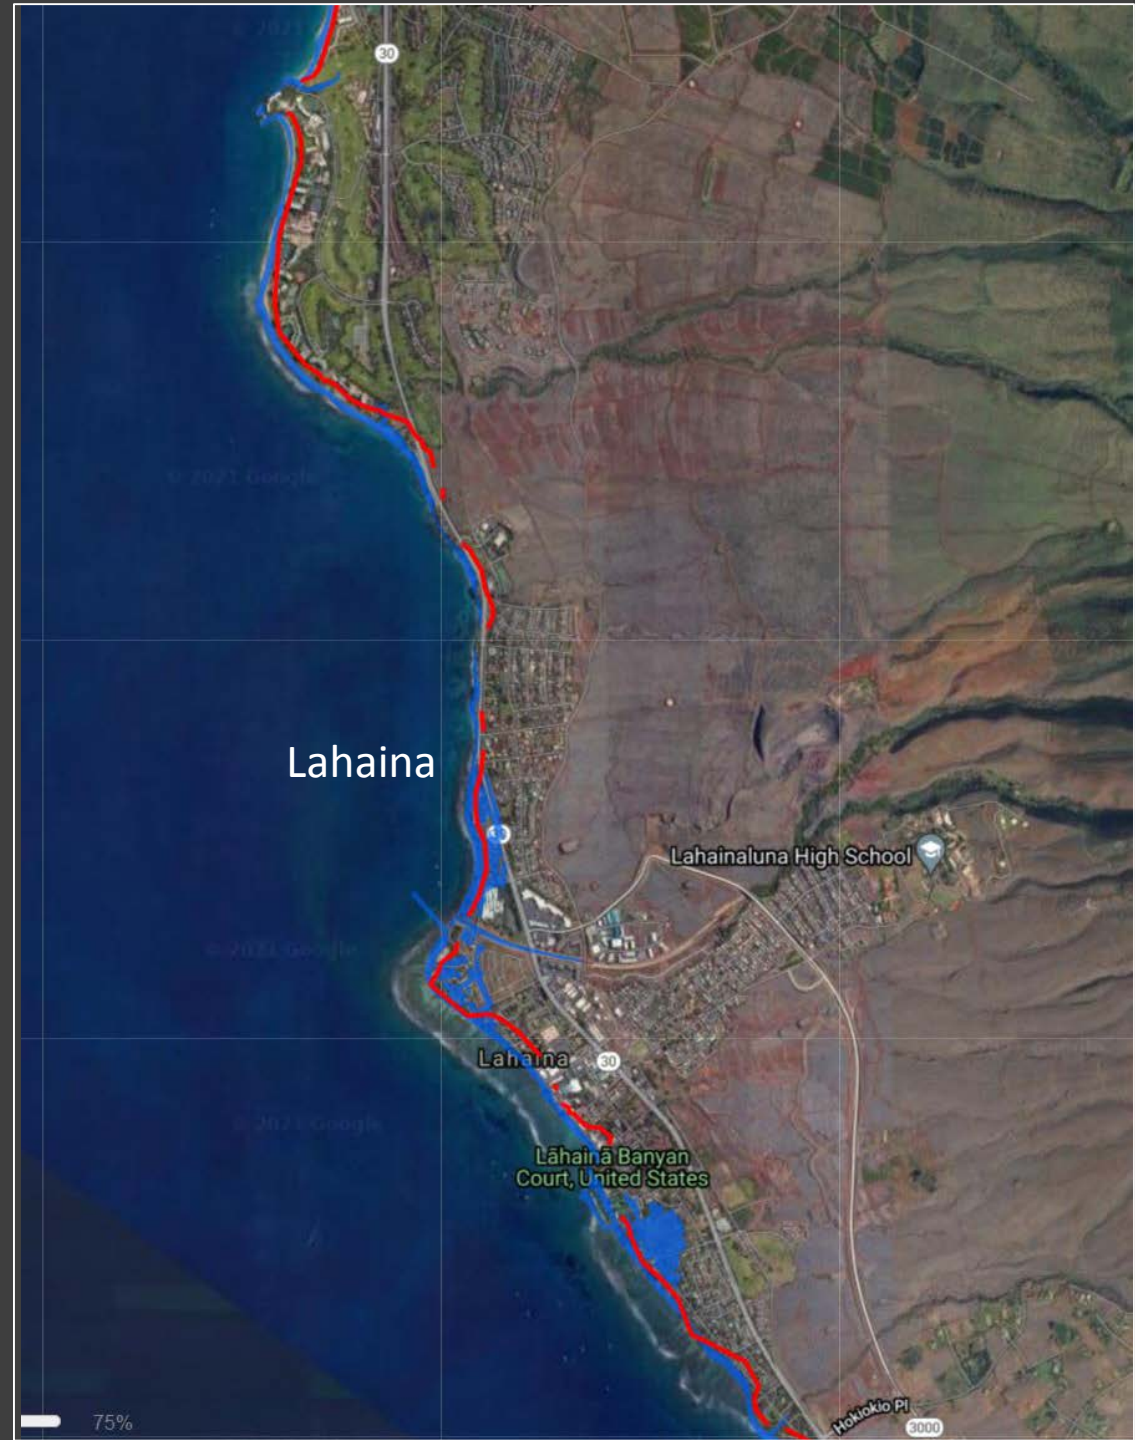 30
© 2021 Google
Lahaina
Lahainaluna High School
© 2021 Google
Lahaina
30
© 2021 Google
Lāhainā Banyan
Court, United States
Hokiokio Pl
3000
75%